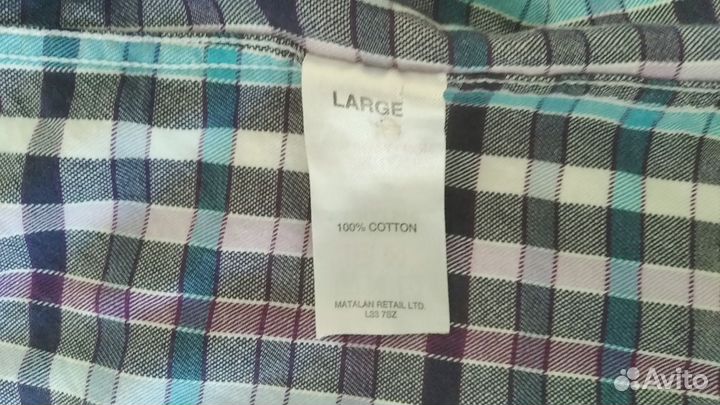 LARGE
100% COTTON
MATALAN RETAIL LTD.
L33 7SZ
Avito